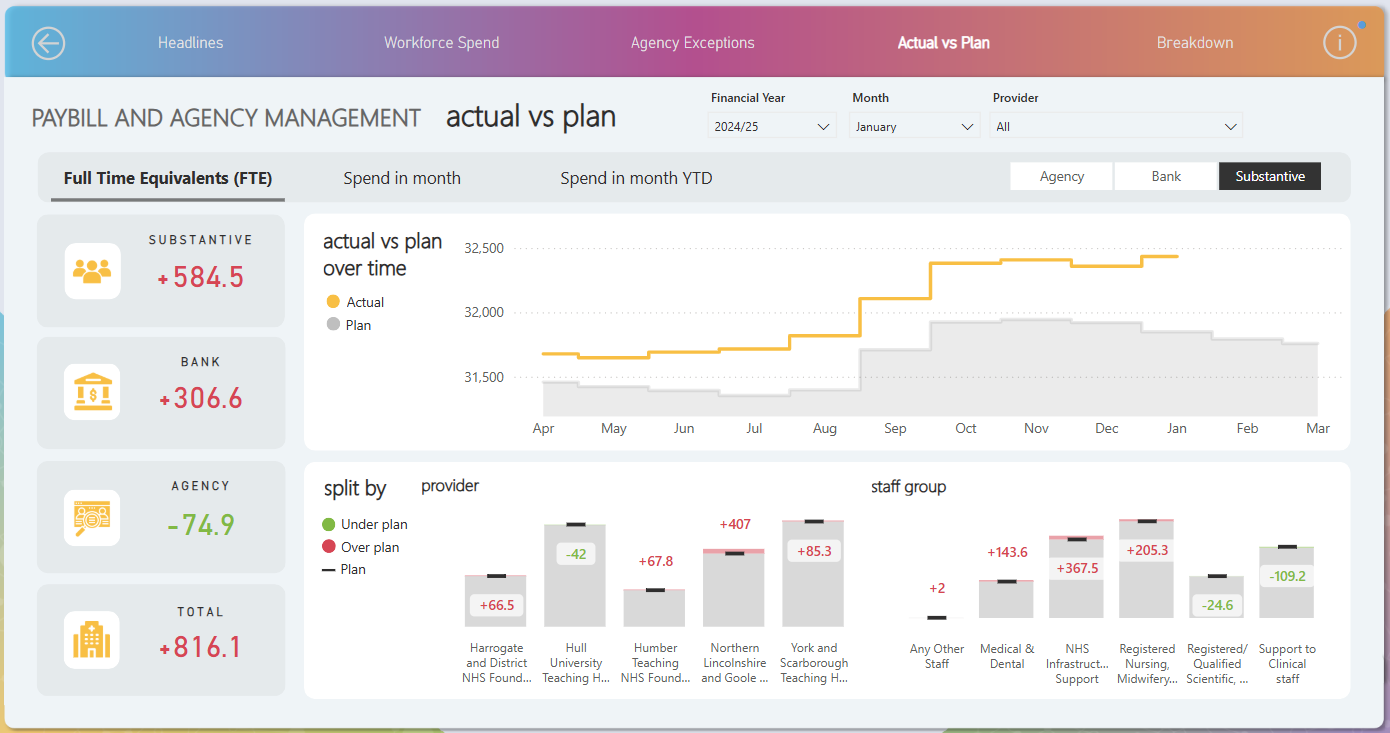 Headlines
Workforce Spend
Agency Exceptions
Actual vs Plan
Breakdown
i
PAYBILL AND AGENCY MANAGEMENT actual vs plan
Financial Year
2024/25
Month
January
Provider
All
Full Time Equivalents (FTE)
Spend in month
Spend in month YTD
Agency
Bank
Substantive
SUBSTANTIVE
+584.5
BANK
$
+306.6
AGENCY
-74.9
TOTAL
+816.1
actual vs plan
over time
Actual
Plan
32,500
32,000
31,500
Apr May Jun Jul Aug Sep Oct Nov Dec Jan Feb Mar
split by
Under plan
Over plan
Plan
provider
+66.5
-42
+67.8
+407
+85.3
Harrogate
and District
NHS Found...
Hull
University
Teaching H...
Humber
Teaching
NHS Found...
Northern
Lincolnshire
and Goole ...
York and
Scarborough
Teaching H...
staff group
+2
+143.6
+367.5
+205.3
-24.6
-109.2
Any Other
Staff
Medical &
Dental
NHS
Infrastruct...
Support
Registered
Nursing,
Midwifery...
Registered/
Qualified
Scientific, ...
Support to
Clinical
staff